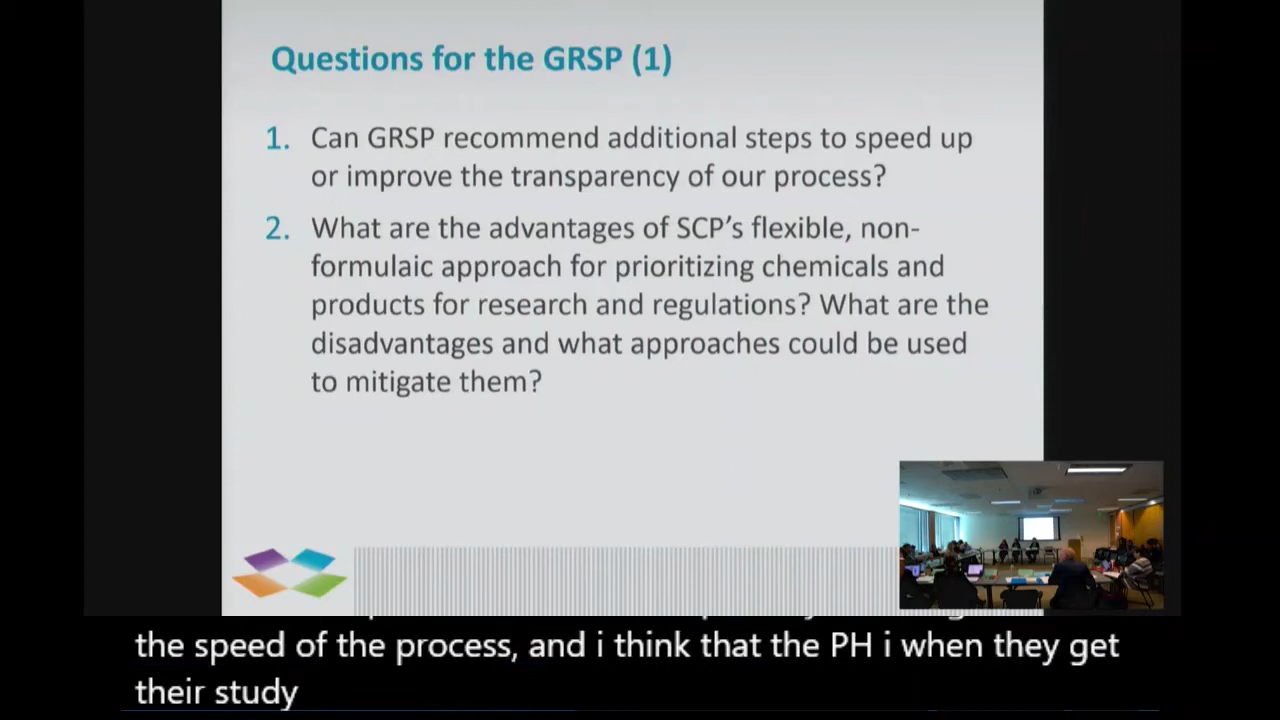 Questions for the GRSP (1)
1. Can GRSP recommend additional steps to speed up
or improve the transparency of our process?
2. What are the advantages of SCP’s flexible, non-
formulaic approach for prioritizing chemicals and
products for research and regulations? What are the
disadvantages and what approaches could be used
to mitigate them?
the speed of the process, and i think that the PH i when they get
their study